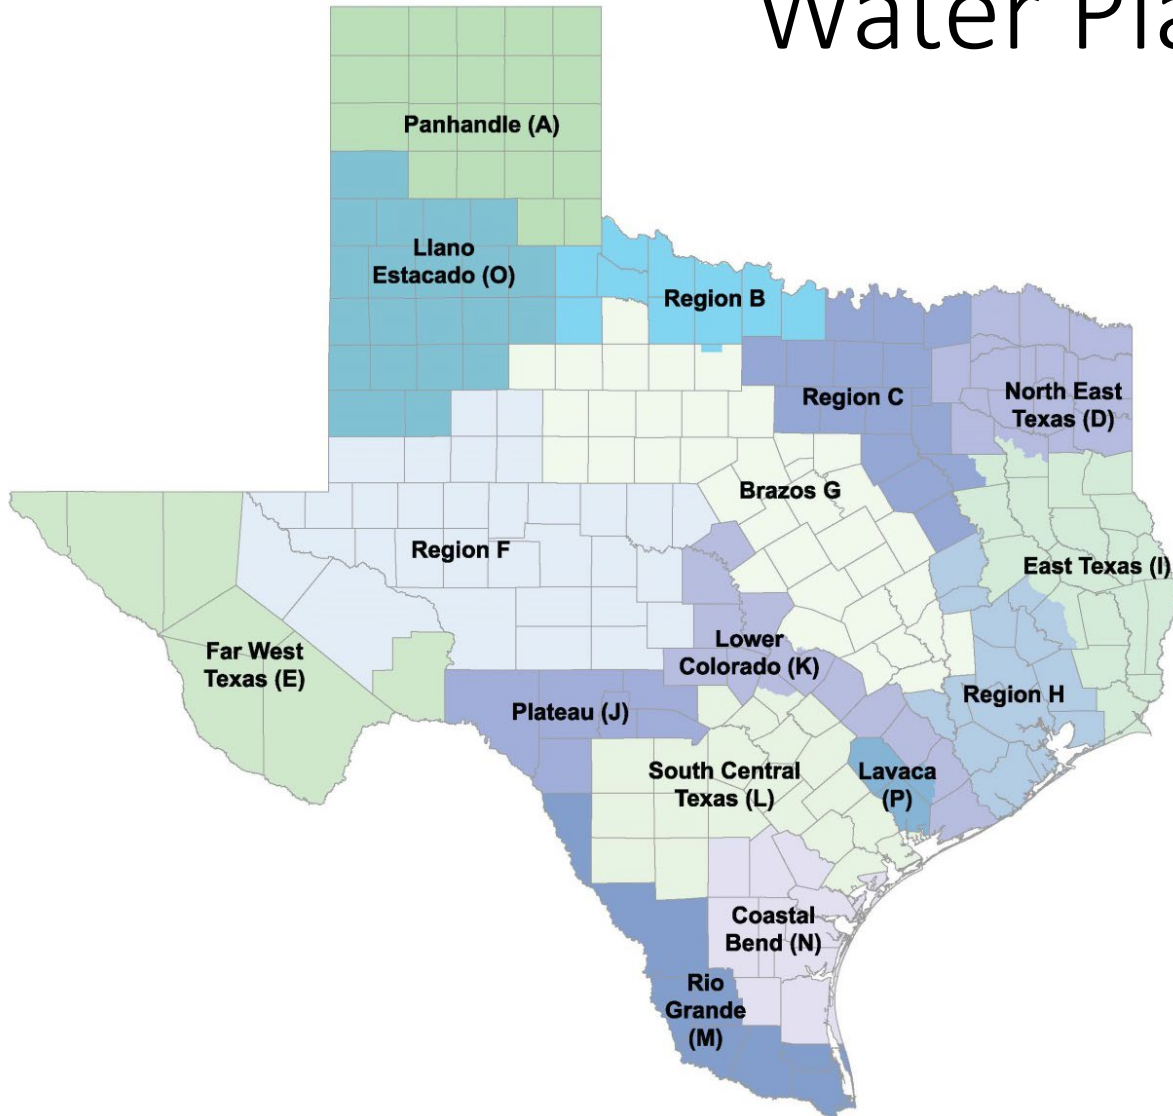 Water Pla
Panhandle (A)
Llano
Estacado (O)
Region B
Region C
North East
Texas (D)
Brazos G
Region F
East Texas (I)
Lower
Colorado (K)
Far West
Texas (E)
Region H
Plateau (J)
South Central
Texas (L)
Lavaca
(P)
Coastal
Bend (N)
Rio
Grande
(M)